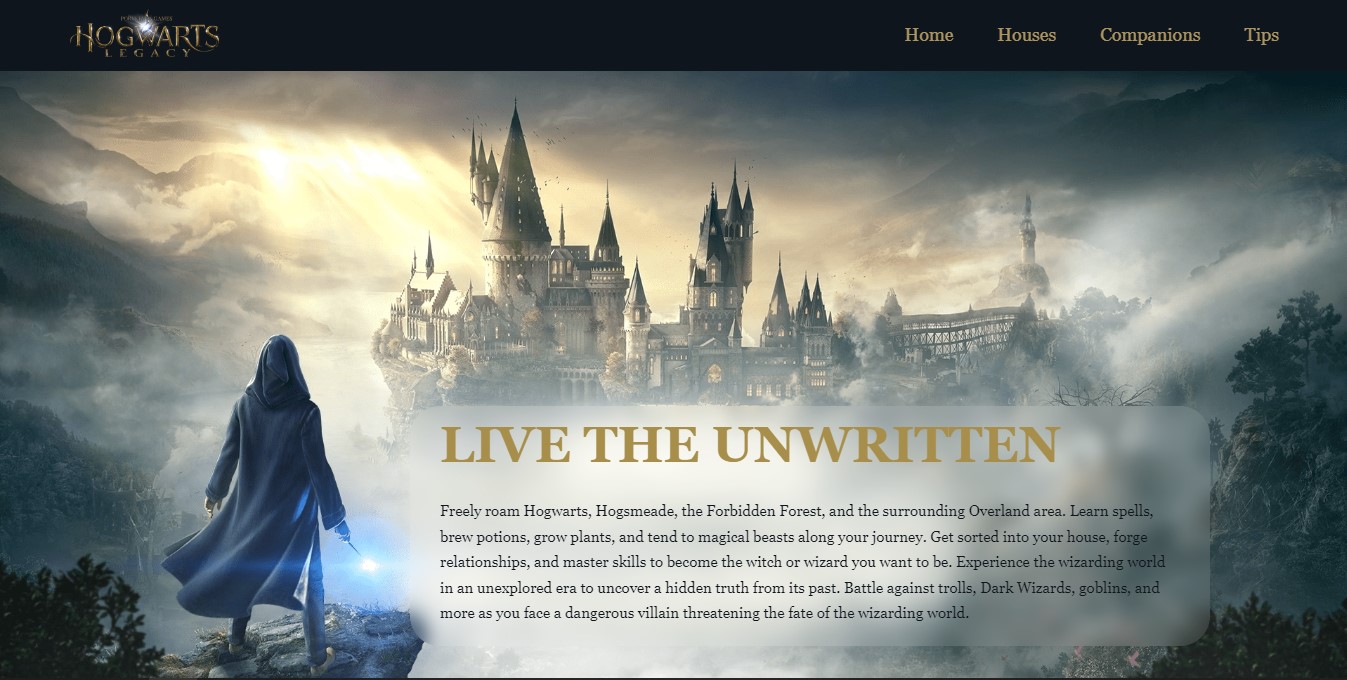 HOGWARTS
LEGACY
Home Houses Companions Tips
LIVE THE UNWRITTEN
Freely roam Hogwarts, Hogsmeade, the Forbidden Forest, and the surrounding Overland area. Learn spells,
brew potions, grow plants, and tend to magical beasts along your journey. Get sorted into your house, forge
relationships, and master skills to become the witch or wizard you want to be. Experience the wizarding world
in an unexplored era to uncover a hidden truth from its past. Battle against trolls, Dark Wizards, goblins, and
more as you face a dangerous villain threatening the fate of the wizarding world.